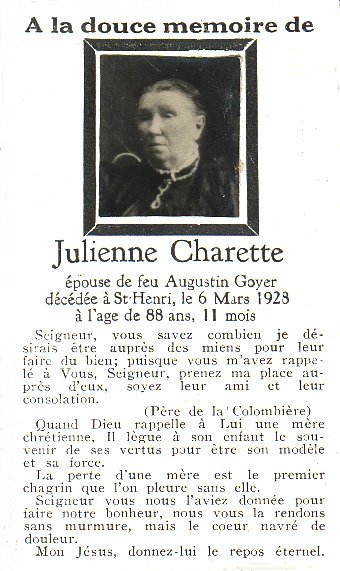 A la douce memoire de
Julienne Charette
épouse de feu Augustin Goyer
décédée à St-Henri, le 6 Mars 1928
à l'age de 88 ans, 11 mois
Seigneur, vous savez combien je dé-
sirais être auprès des miens pour leur
faire du bien; puisque vous m'avez rappe-
lé à Vous, Seigneur, prenez ma place au-
près d'eux, soyez leur ami et leur
consolation.
(Père de la Colombière)
Quand Dieu rappelle à Lui une mère
chrétienne, Il lègue à son enfant le sou-
venir de ses vertus pour être son modèle
et sa force.
La perte d'une mère est le premier
chagrin que l'on pleure sans elle.
Seigneur vous nous l'aviez donnée pour
faire notre bonheur, nous vous la rendons
sans murmure, mais le coeur navré de
douleur.
Mon Jésus, donnez-lui le repos éternel.